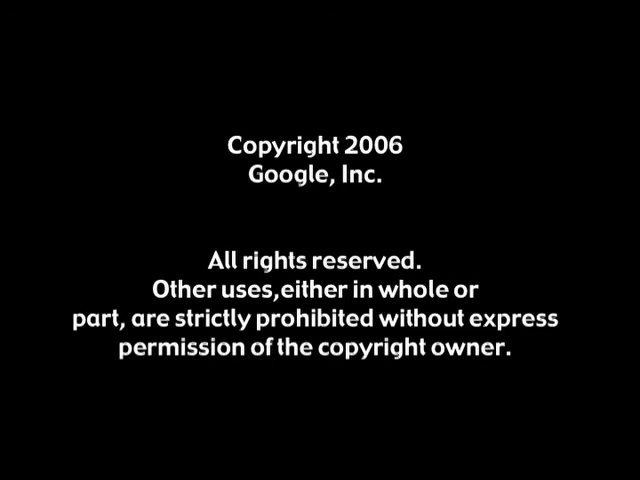 Copyright 2006
Google, Inc.
All rights reserved.
Other uses,either in whole or
part, are strictly prohibited without express
permission of the copyright owner.